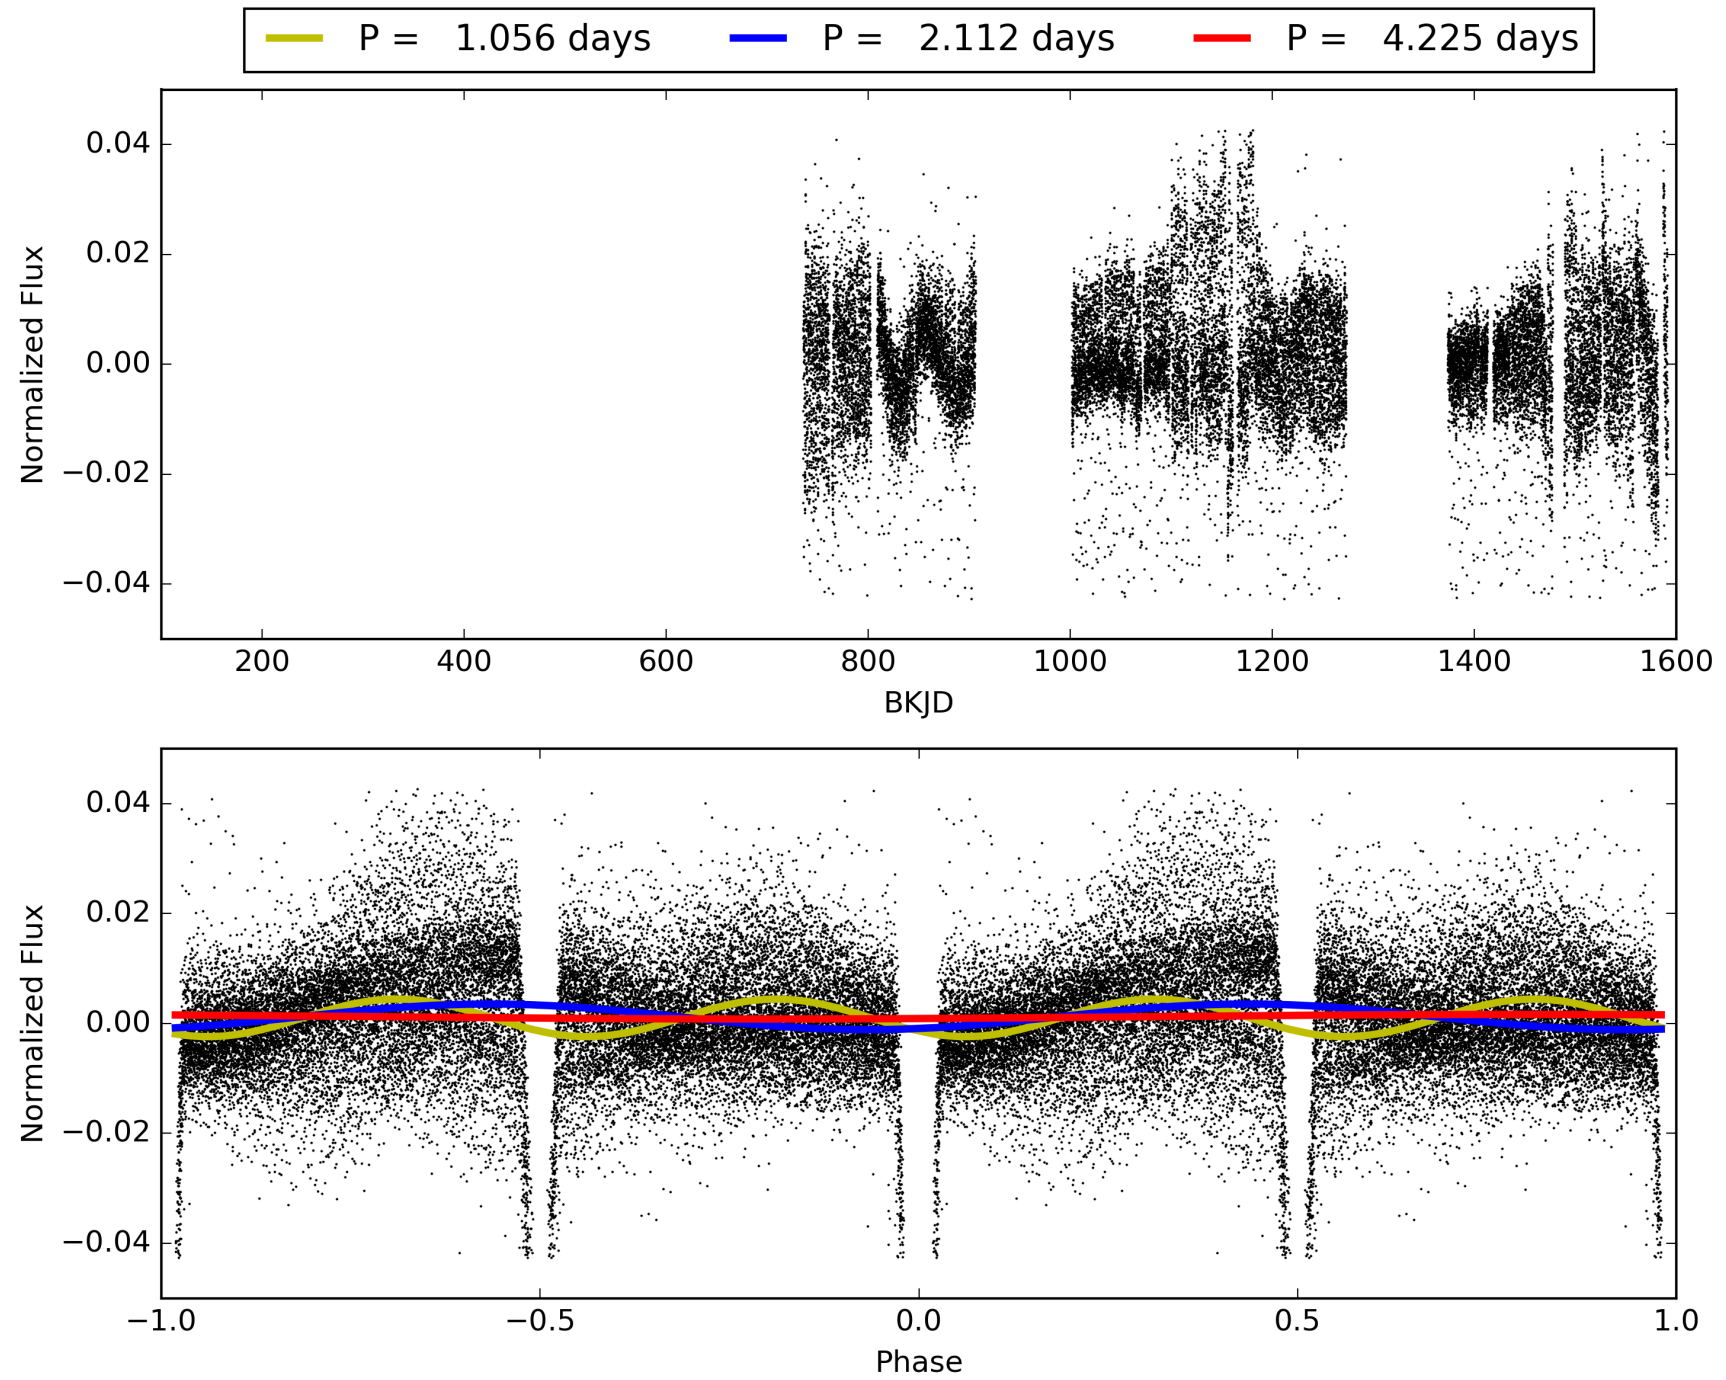 P = 1.056 days P = 2.112 days P = 4.225 days
0.04
0.02
0.00
−0.02
−0.04
Normalized Flux
200 400 600 800 1000 1200 1400 1600
BKJD
0.04
0.02
0.00
−0.02
−0.04
Normalized Flux
−1.0 −0.5 0.0 0.5 1.0
Phase